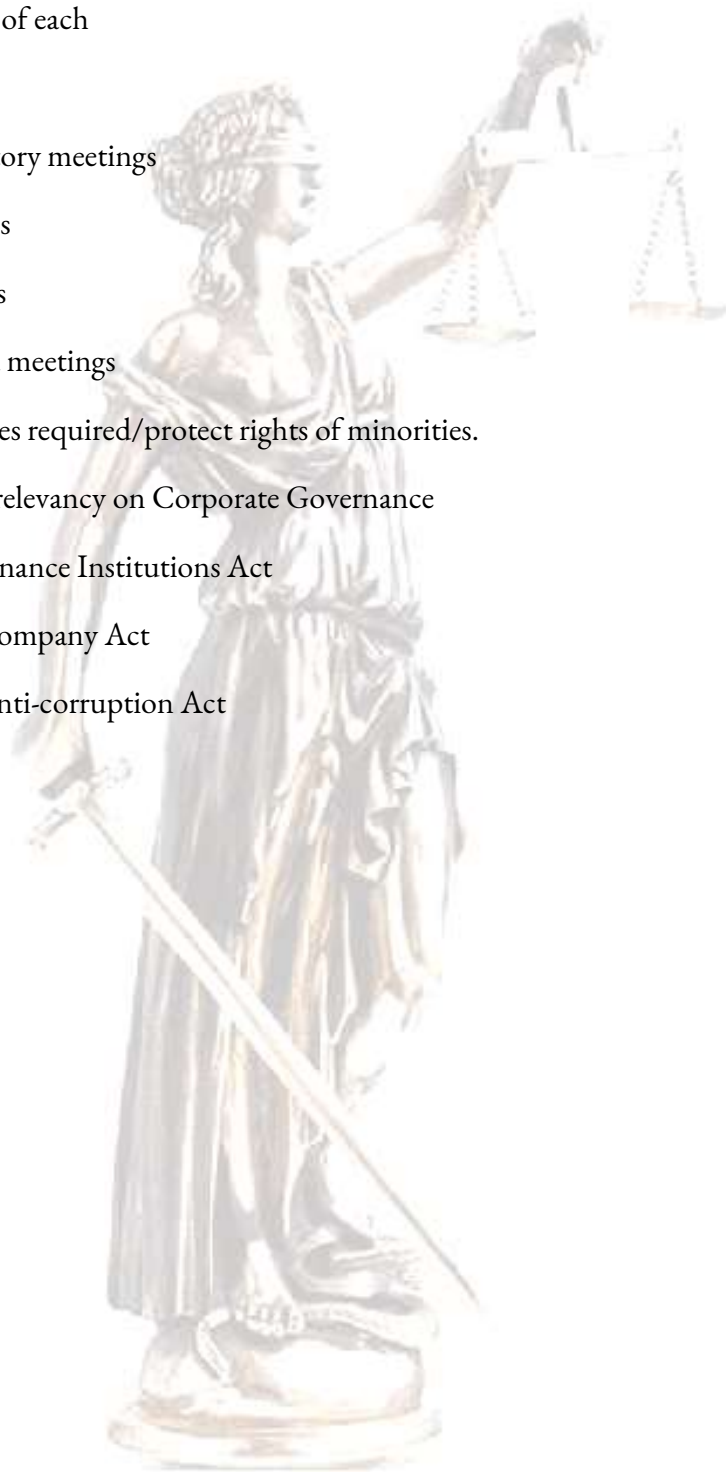 of each
ory meetings
s
s
meetings
es required/protect rights of minorities.
relevancy on Corporate Governance
nance Institutions Act
ompany Act
nti-corruption Act